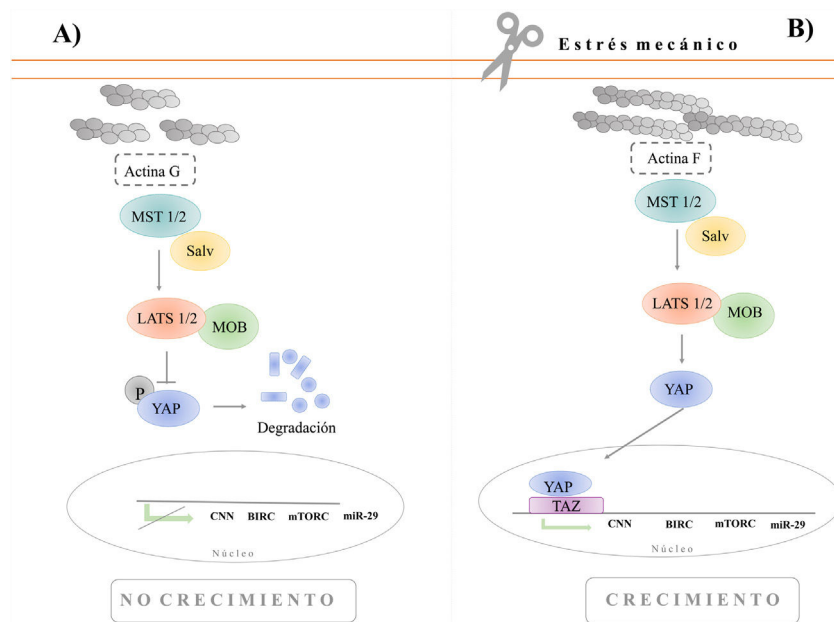 A)
Actina G
MST 1/2
Salv
LATS 1/2
MOB
P
YAP
Degradación
CNN BIRC mTORC miR-29
Núcleo
NO CRECIMIENTO
Estrés mecánico
B)
Actina F
MST 1/2
Salv
LATS 1/2
MOB
YAP
YAP
TAZ
CNN BIRC mTORC miR-29
Núcleo
CRECIMIENTO